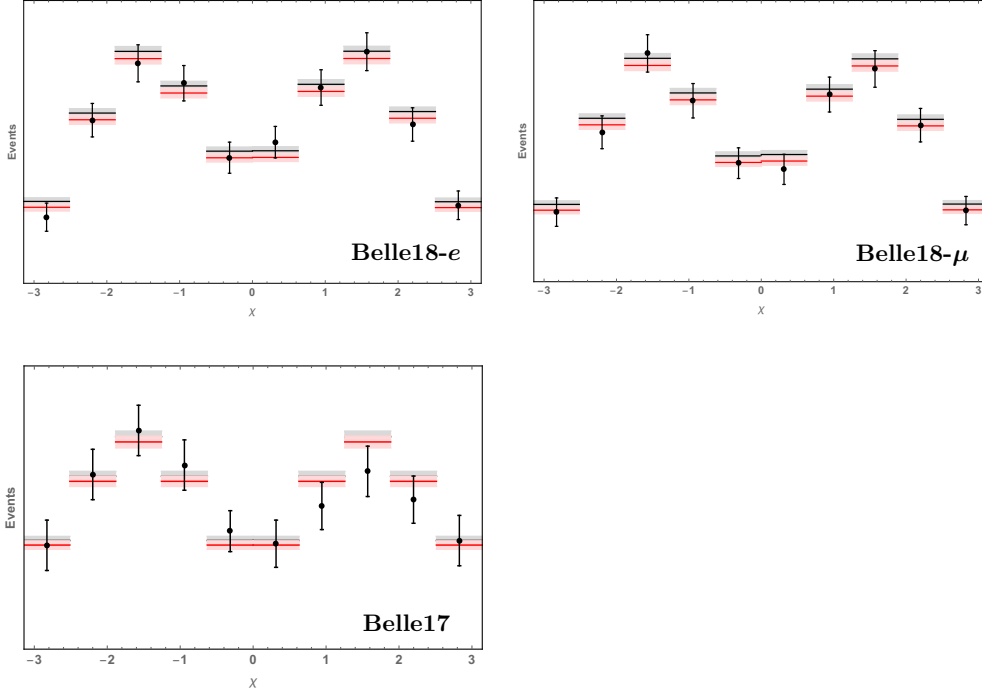 Events
Belle18-e
−3 −2 −1 0 1 2 3
χ
Events
Belle18-μ
−3 −2 −1 0 1 2 3
χ
Events
Belle17
−3 −2 −1 0 1 2 3
χ